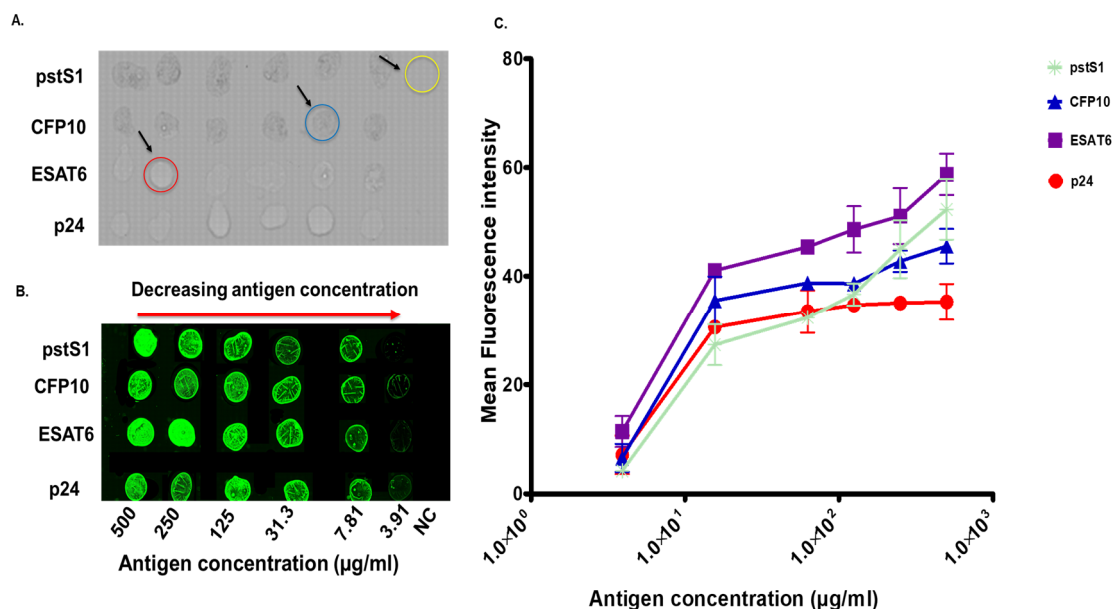 A.
pstS1
CFP10
ESAT6
p24
B.
Decreasing antigen concentration
pstS1
CFP10
ESAT6
p24
500 250 125 31.3 7.81 3.91 NC
Antigen concentration (μg/ml)
C.
Mean Fluorescence intensity
80
60
40
20
0
1.0×10⁰ 1.0×10¹ 1.0×10² 1.0×10³
Antigen concentration (μg/ml)
pstS1
CFP10
ESAT6
p24